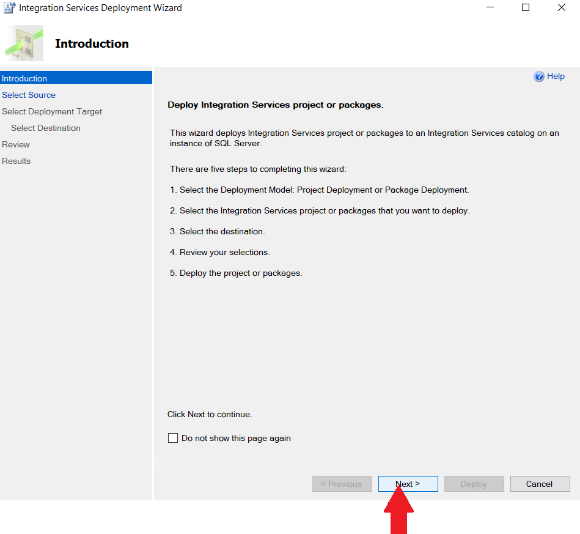 Integration Services Deployment Wizard
Introduction
Introduction
Select Source
Select Deployment Target
Select Destination
Review
Results
Help
Deploy Integration Services project or packages.
This wizard deploys Integration Services project or packages to an Integration Services catalog on an
instance of SQL Server.
There are five steps to completing this wizard:
1. Select the Deployment Model: Project Deployment or Package Deployment.
2. Select the Integration Services project or packages that you want to deploy.
3. Select the destination.
4. Review your selections.
5. Deploy the project or packages.
Click Next to continue.
Do not show this page again
< Previous
Next >
Deploy
Cancel